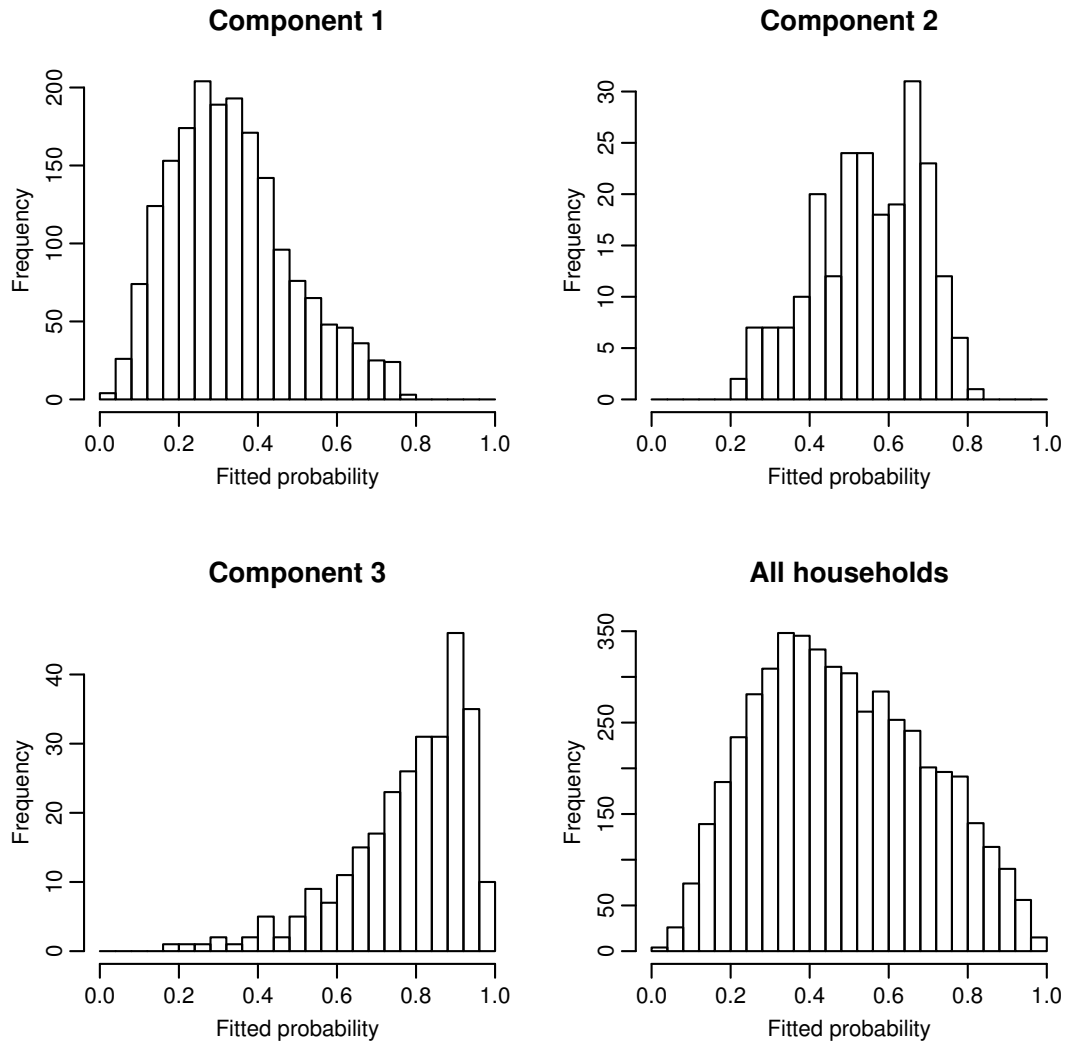 Component 1
Frequency
0 50 100 150 200
0.0 0.2 0.4 0.6 0.8 1.0
Fitted probability
Component 2
Frequency
0 5 10 15 20 25 30
0.0 0.2 0.4 0.6 0.8 1.0
Fitted probability
Component 3
Frequency
0 10 20 30 40
0.0 0.2 0.4 0.6 0.8 1.0
Fitted probability
All households
Frequency
0 50 150 250 350
0.0 0.2 0.4 0.6 0.8 1.0
Fitted probability